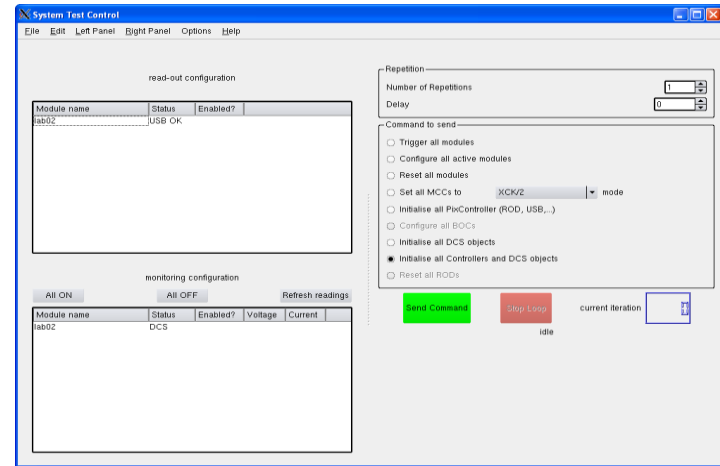 System Test Control
File Edit Left Panel Right Panel Options Help
read-out configuration
Module name Status Enabled?
lab02 USB OK
monitoring configuration
All ON All OFF Refresh readings
Module name Status Enabled? Voltage Current
lab02 DCS
Repetition
Number of Repetitions 1
Delay 0
Command to send
Trigger all modules
Configure all active modules
Reset all modules
Set all MCCs to XCK/2 mode
Initialise all PixController (ROD, USB,...)
Configure all BOCs
Initialise all DCS objects
Initialise all Controllers and DCS objects
Reset all RODs
Send Command Stop Loop current iteration
idle